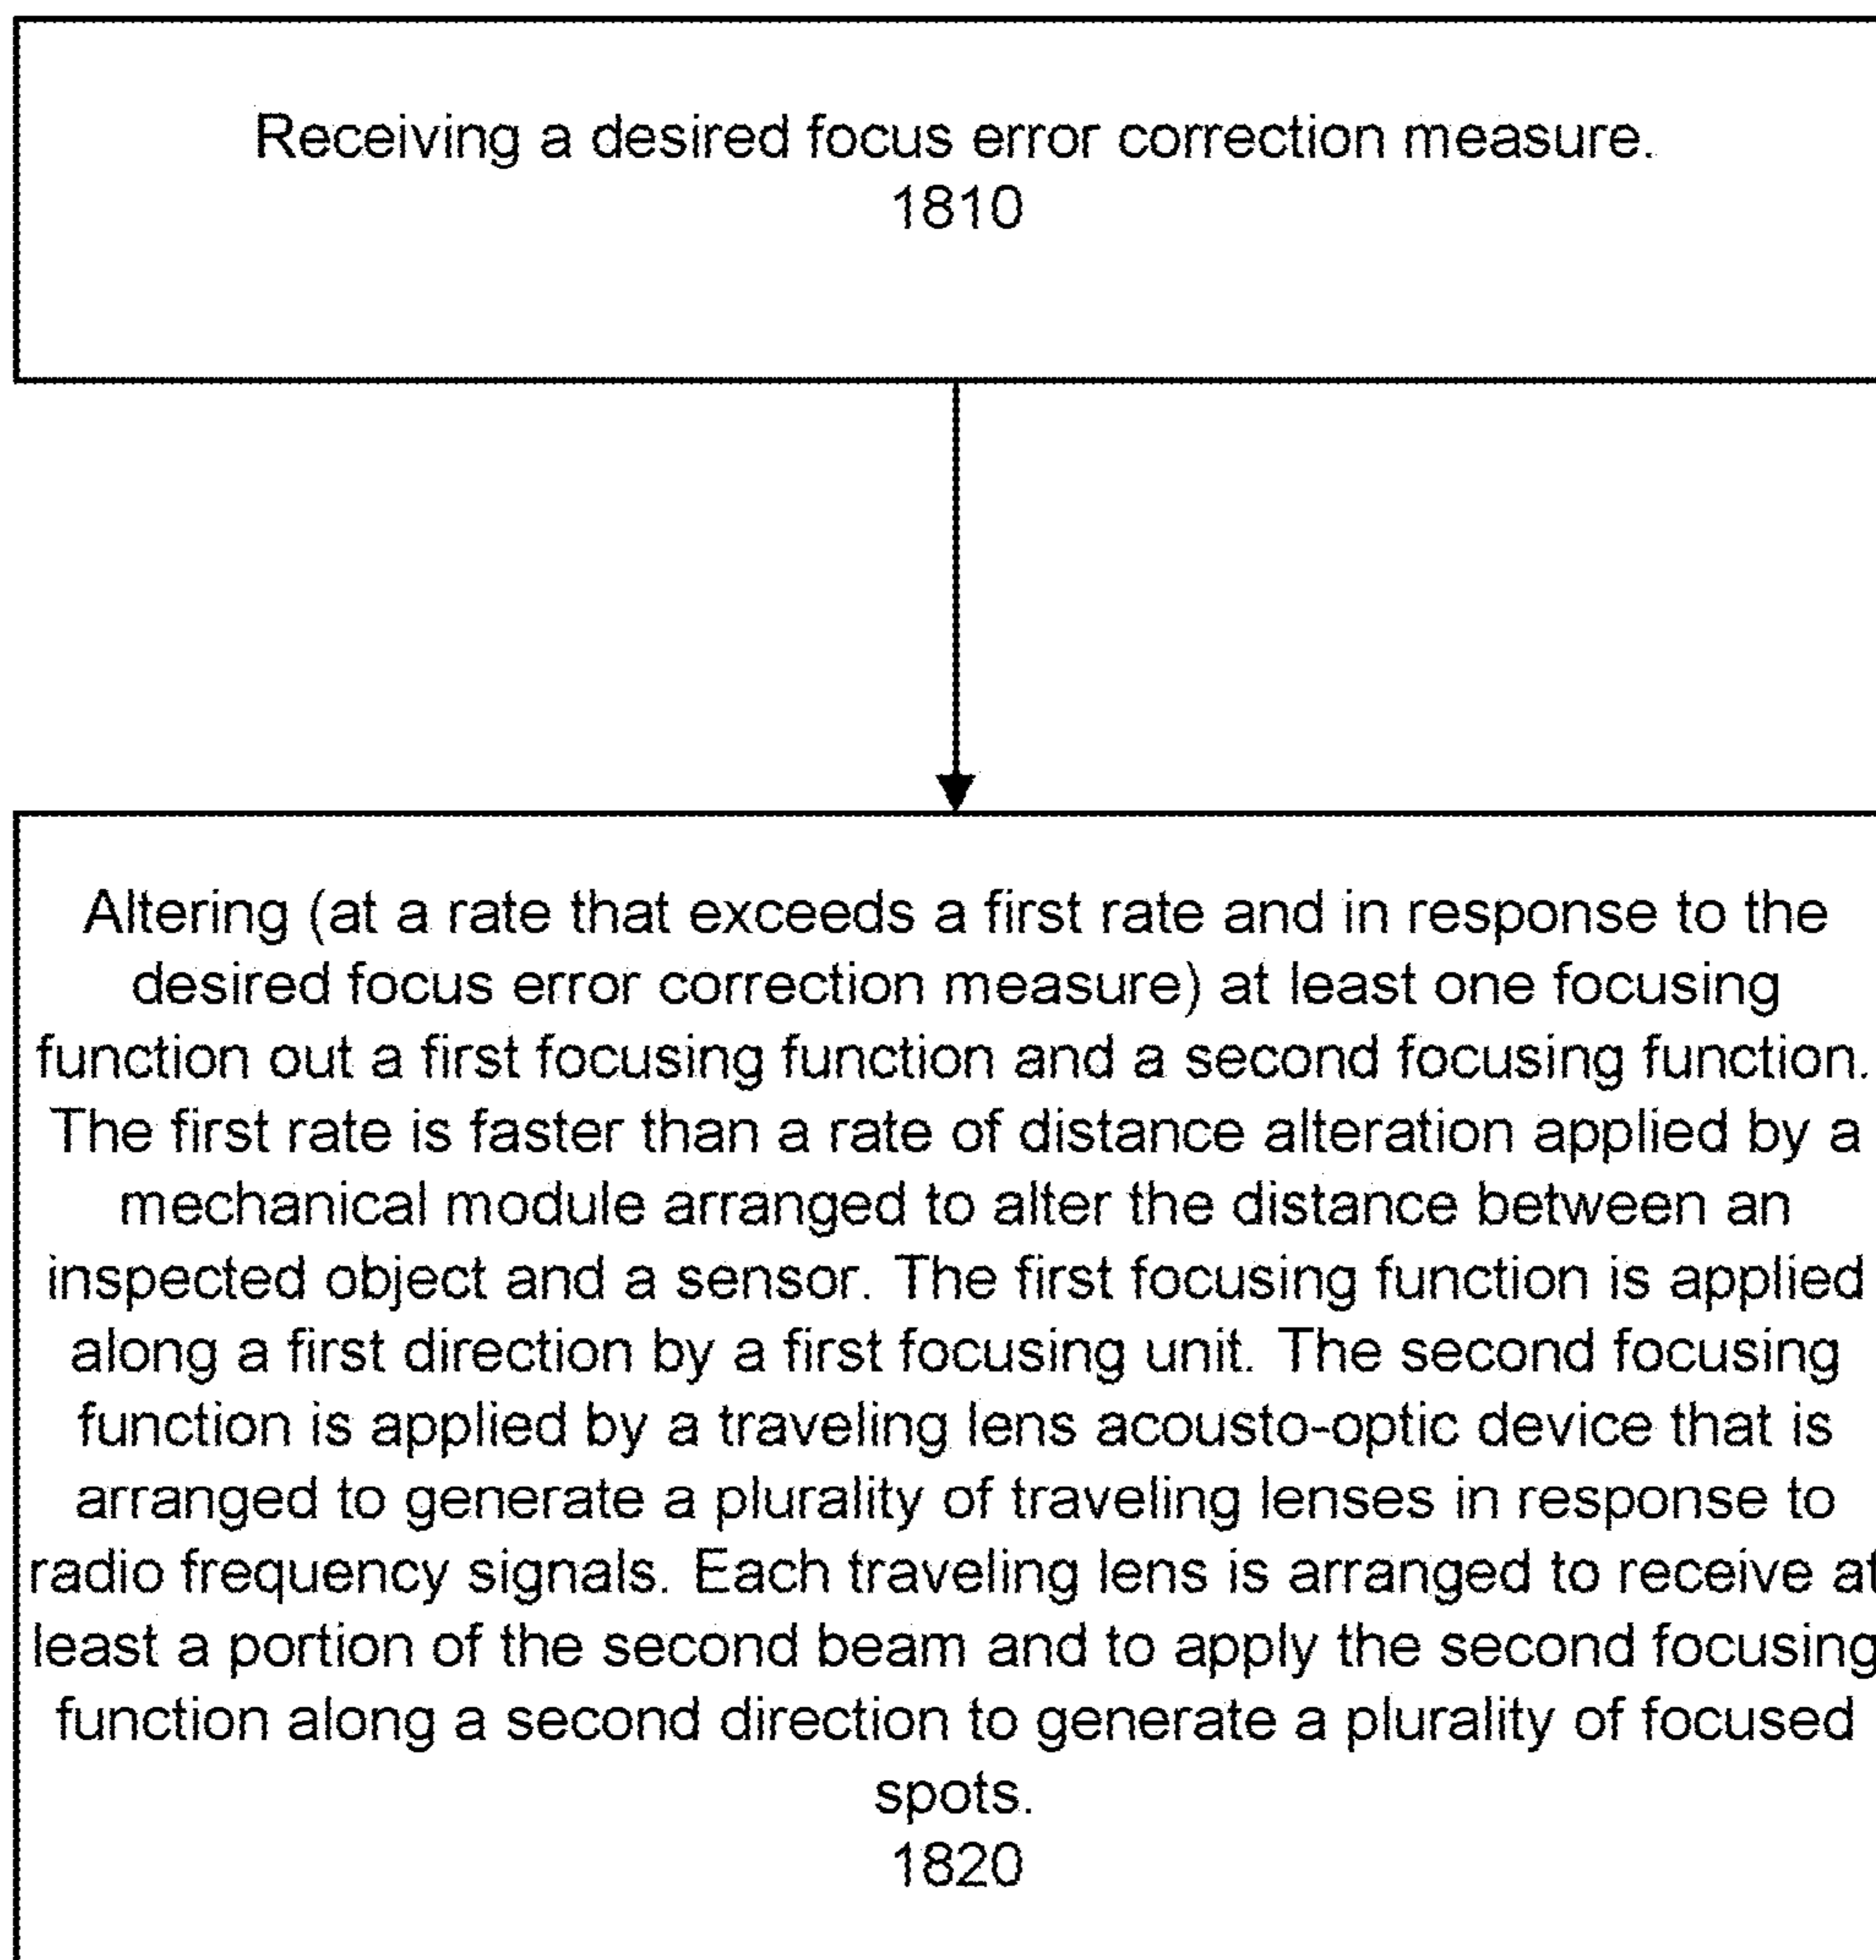 Receiving a desired focus error correction measure.
1810
Altering (at a rate that exceeds a first rate and in response to the
desired focus error correction measure) at least one focusing
function out a first focusing function and a second focusing function.
The first rate is faster than a rate of distance alteration applied by a
mechanical module arranged to alter the distance between an
inspected object and a sensor. The first focusing function is applied
along a first direction by a first focusing unit. The second focusing
function is applied by a traveling lens acousto-optic device that is
arranged to generate a plurality of traveling lenses in response to
radio frequency signals. Each traveling lens is arranged to receive at
least a portion of the second beam and to apply the second focusing
function along a second direction to generate a plurality of focused
spots.
1820